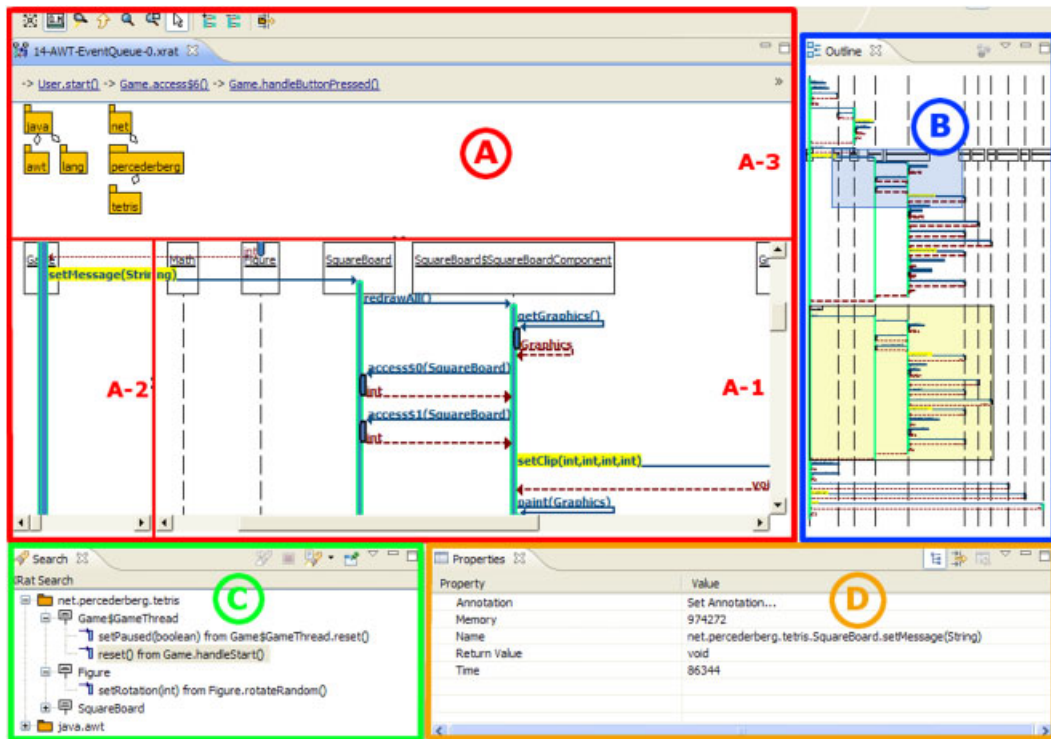 14-AWT-EventQueue-0.xrat
-> User.start() -> Game.access$6() -> Game.handleButtonPressed()
»
java
net
awt
lang
percederberg
tetris
A
A-3
Outline
B
int
Math
Figure
SquareBoard
SquareBoard$SquareBoardComponent
setMessage(String)
redrawAll()
getGraphics()
Graphics
access$0(SquareBoard)
int
A-2
A-1
access$1(SquareBoard)
int
setClip(int,int,int,int)
paint(Graphics)
Search
Rat Search
C
net.percederberg.tetris
Game$GameThread
setPaused(boolean) from Game$GameThread.reset()
reset() from Game.handleStart()
Figure
setRotation(int) from Figure.rotateRandom()
SquareBoard
java.awt
Properties
D
Property Value
Annotation Set Annotation...
Memory 974272
Name net.percederberg.tetris.SquareBoard.setMessage(String)
Return Value void
Time 86344